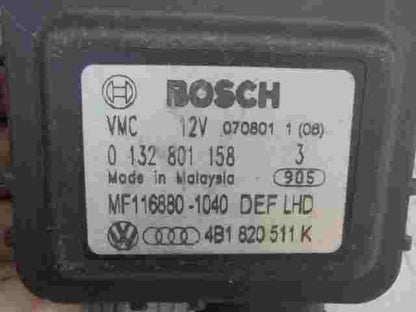 BOSCH
VMC 12V 070801 1 (08)
0 132 801 158 3
Made in Malaysia 905
MF116880-1040 DEF LHD
4B1 820 511 K